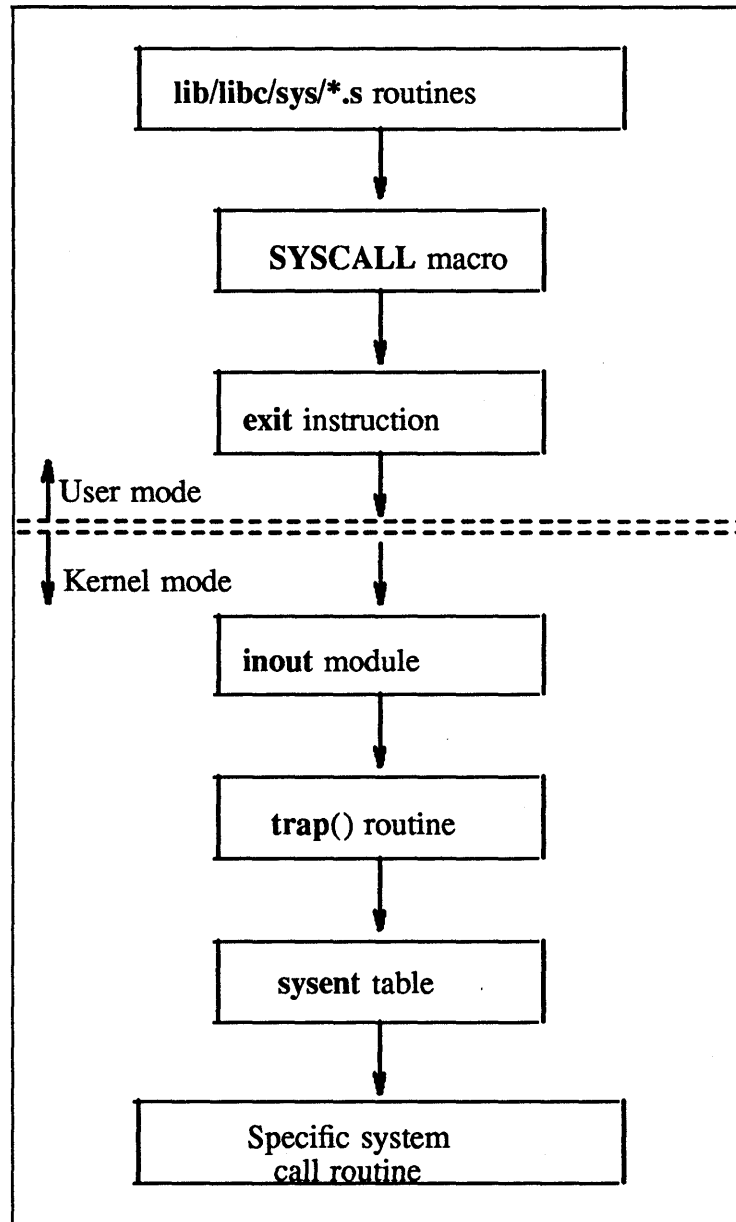 lib/libc/sys/*.s routines
SYSCALL macro
exit instruction
User mode
Kernel mode
inout module
trap() routine
sysent table
Specific system
call routine